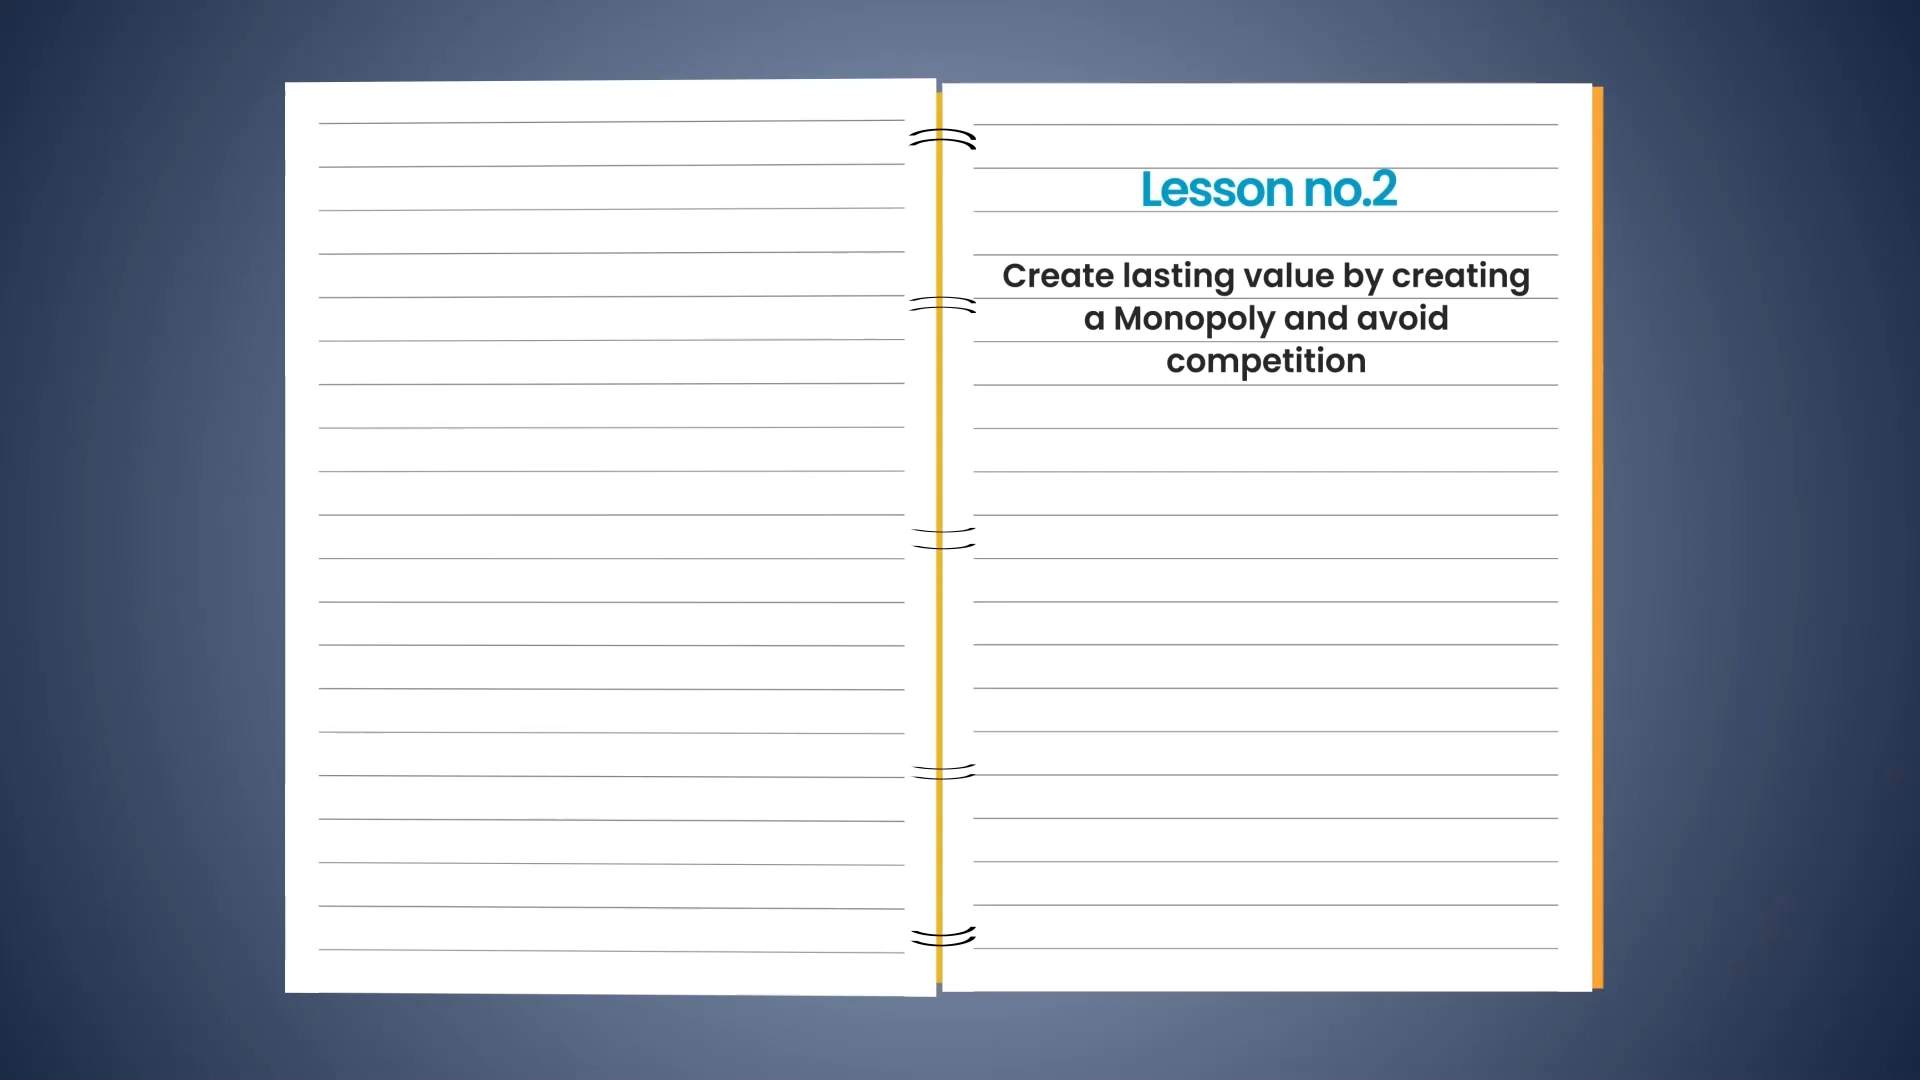 Lesson no.2
Create lasting value by creating
a Monopoly and avoid
competition